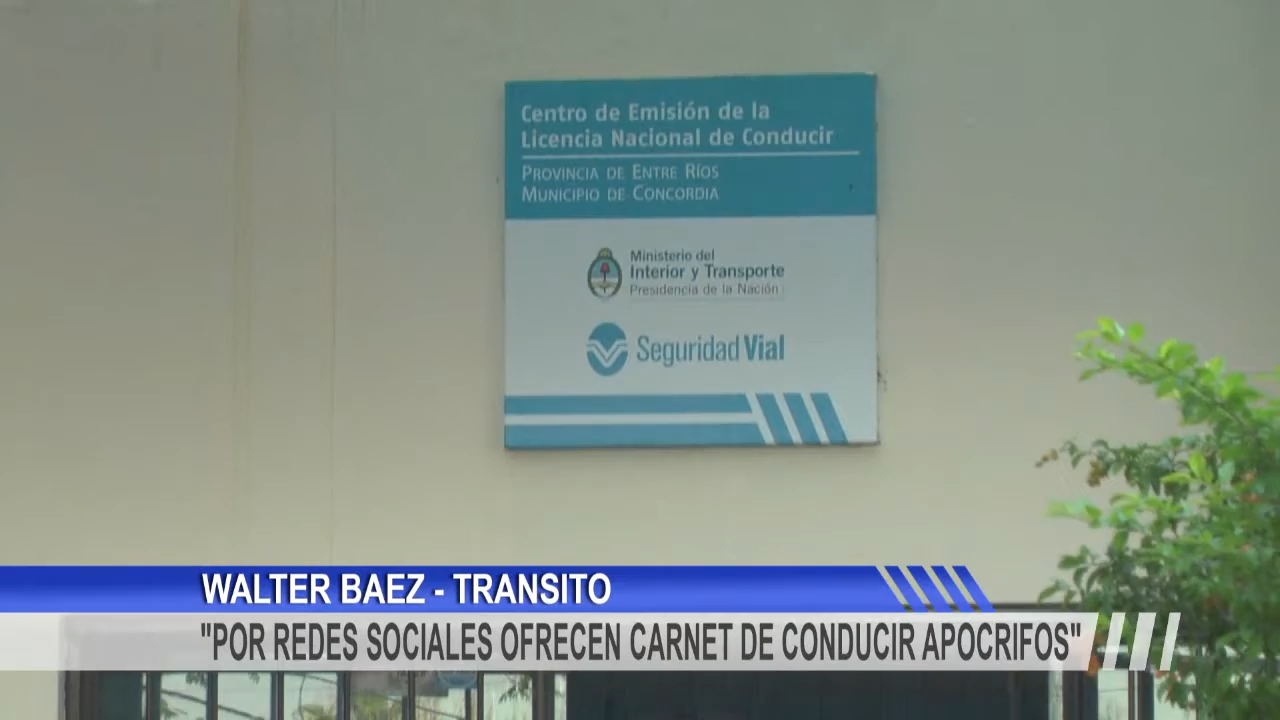 Centro de Emisión de la
Licencia Nacional de Conducir
PROVINCIA DE ENTRE RÍOS
MUNICIPIO DE CONCORDIA
Ministerio del
Interior y Transporte
Presidencia de la Nación
Seguridad Vial
WALTER BAEZ - TRANSITO
"POR REDES SOCIALES OFRECEN CARNET DE CONDUCIR APOCRIFOS"